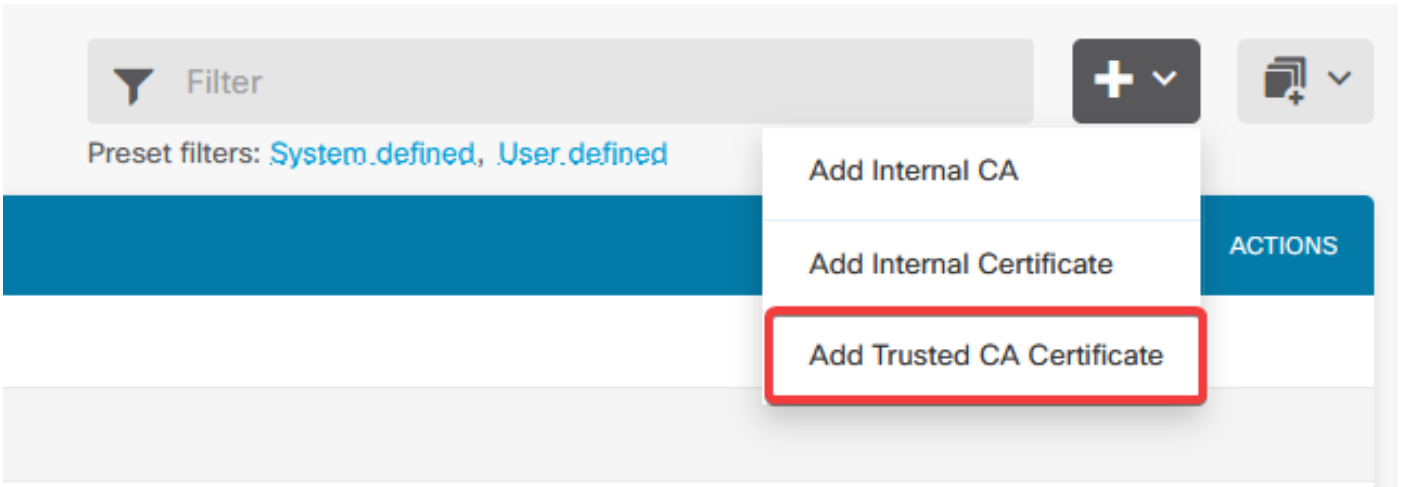 Filter
Preset filters: System defined, User defined
Add Internal CA
ACTIONS
Add Internal Certificate
Add Trusted CA Certificate